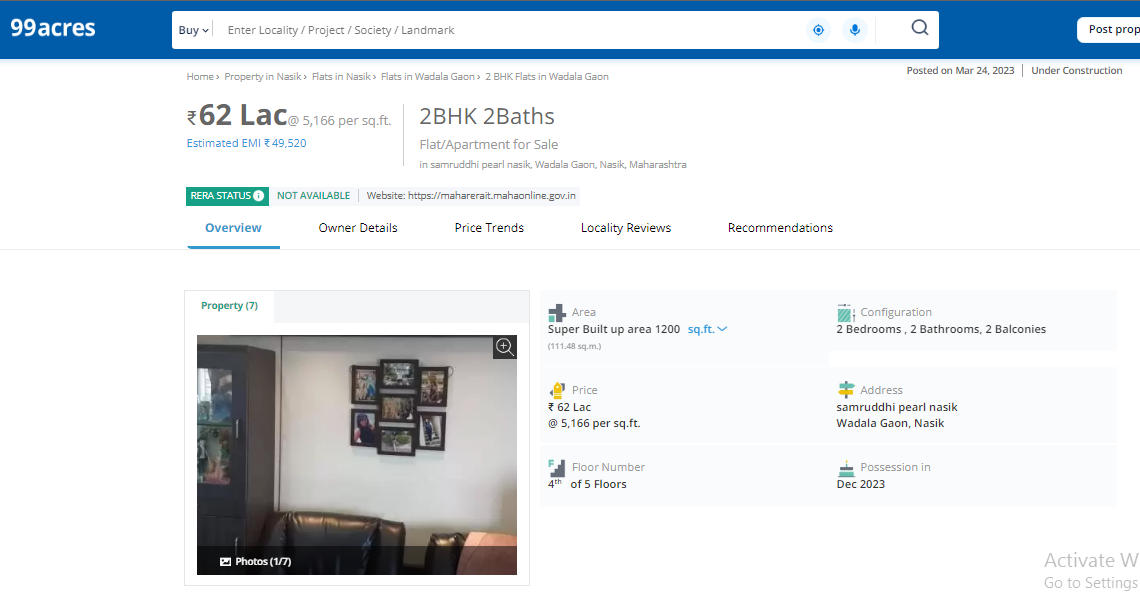 99acres
Buy
Enter Locality / Project / Society / Landmark
Post prop
Home › Property in Nasik › Flats in Nasik › Flats in Wadala Gaon › 2 BHK Flats in Wadala Gaon
Posted on Mar 24, 2023 | Under Construction
₹62 Lac @ 5,166 per sq.ft.
Estimated EMI ₹ 49,520
2BHK 2Baths
Flat/Apartment for Sale
in samruddhi pearl nasik, Wadala Gaon, Nasik, Maharashtra
RERA STATUS i NOT AVAILABLE | Website: https://maharerait.mahaonline.gov.in
Overview Owner Details Price Trends Locality Reviews Recommendations
Property (7)
Photos (1/7)
Area
Super Built up area 1200 sq.ft.
(111.48 sq.m.)
Configuration
2 Bedrooms , 2 Bathrooms, 2 Balconies
Price
₹ 62 Lac
@ 5,166 per sq.ft.
Address
samruddhi pearl nasik
Wadala Gaon, Nasik
Floor Number
4th of 5 Floors
Possession in
Dec 2023
Activate W
Go to Settings